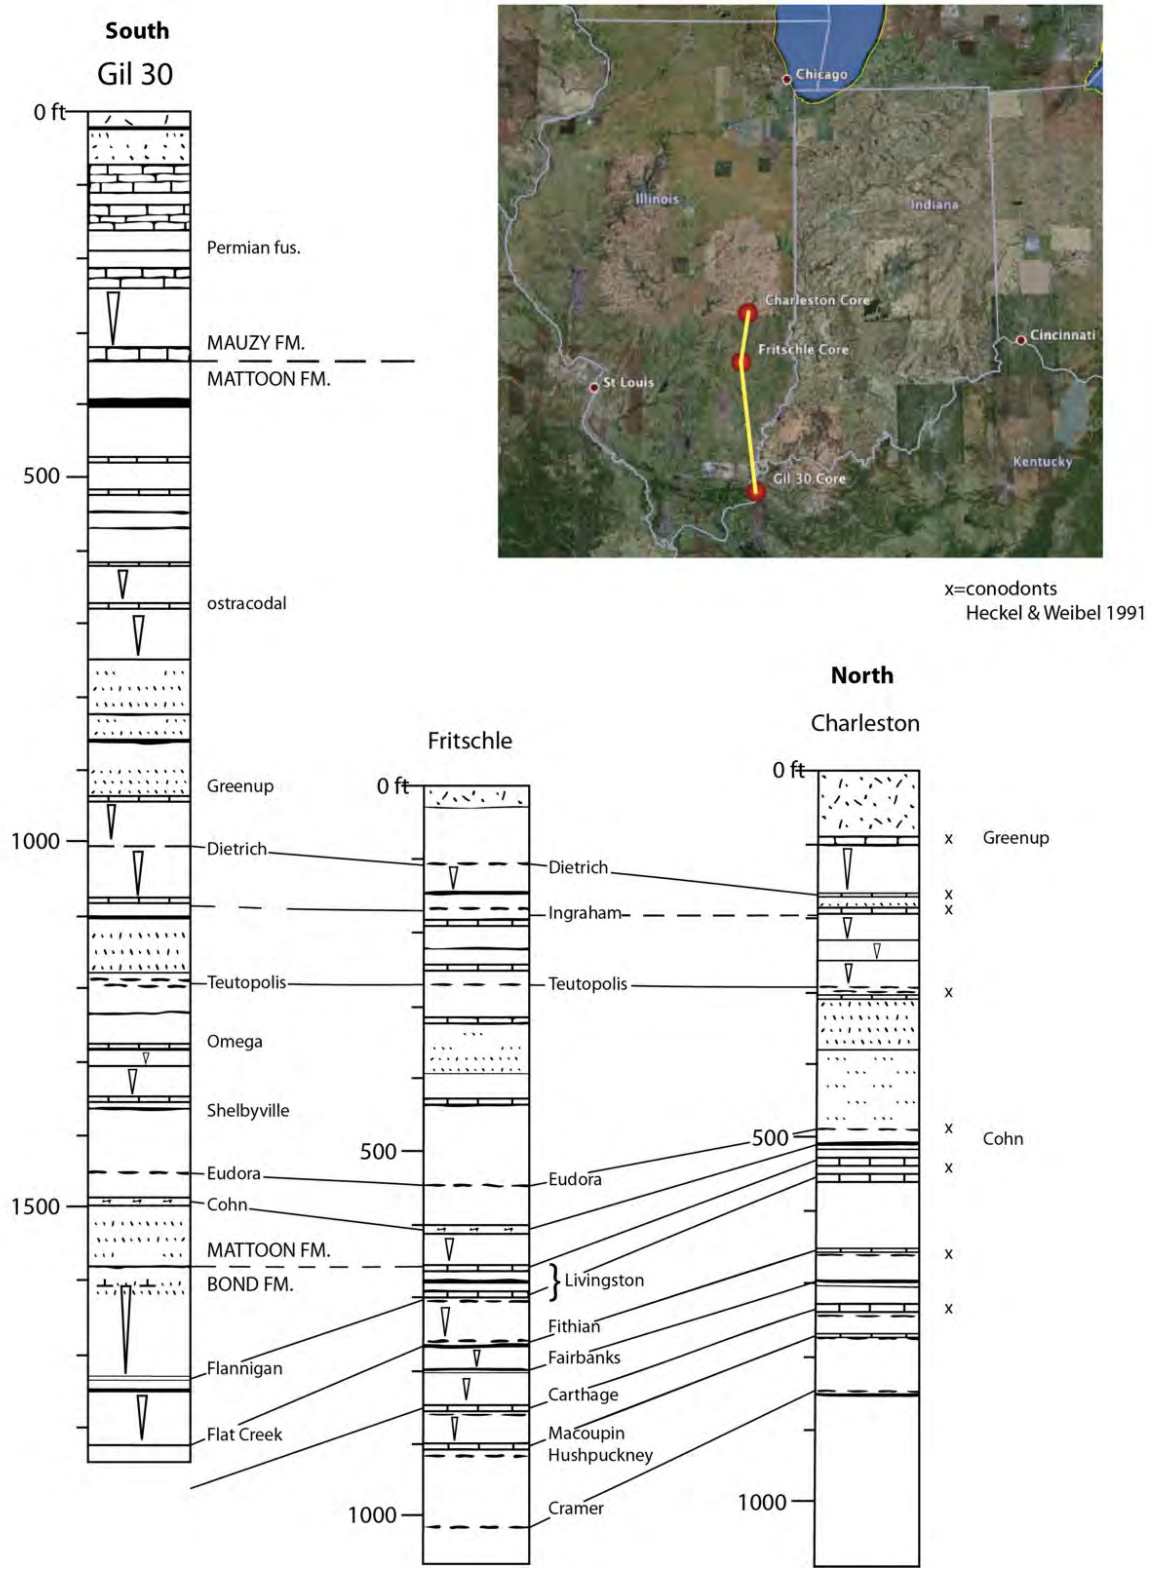 South
Gil 30
0 ft
Permian fus.
MAUZY FM.
MATTOON FM.
500
ostracodal
Greenup
1000
Dietrich
Teutopolis
Omega
Shelbyville
Eudora
1500
Cohn
MATTOON FM.
BOND FM.
Flannigan
Flat Creek
Chicago
Illinois
Indiana
Charleston Core
Fritschle Core
Cincinnati
St Louis
Kentucky
Gil 30 Core
x=conodonts
Heckel & Weibel 1991
Fritschle
0 ft
Dietrich
Ingraham
Teutopolis
500
Eudora
} Livingston
Fithian
Fairbanks
Carthage
Macoupin
Hushpuckney
1000
Cramer
North
Charleston
0 ft
x Greenup
x
x
x
x
500
Cohn
x
x
x
1000